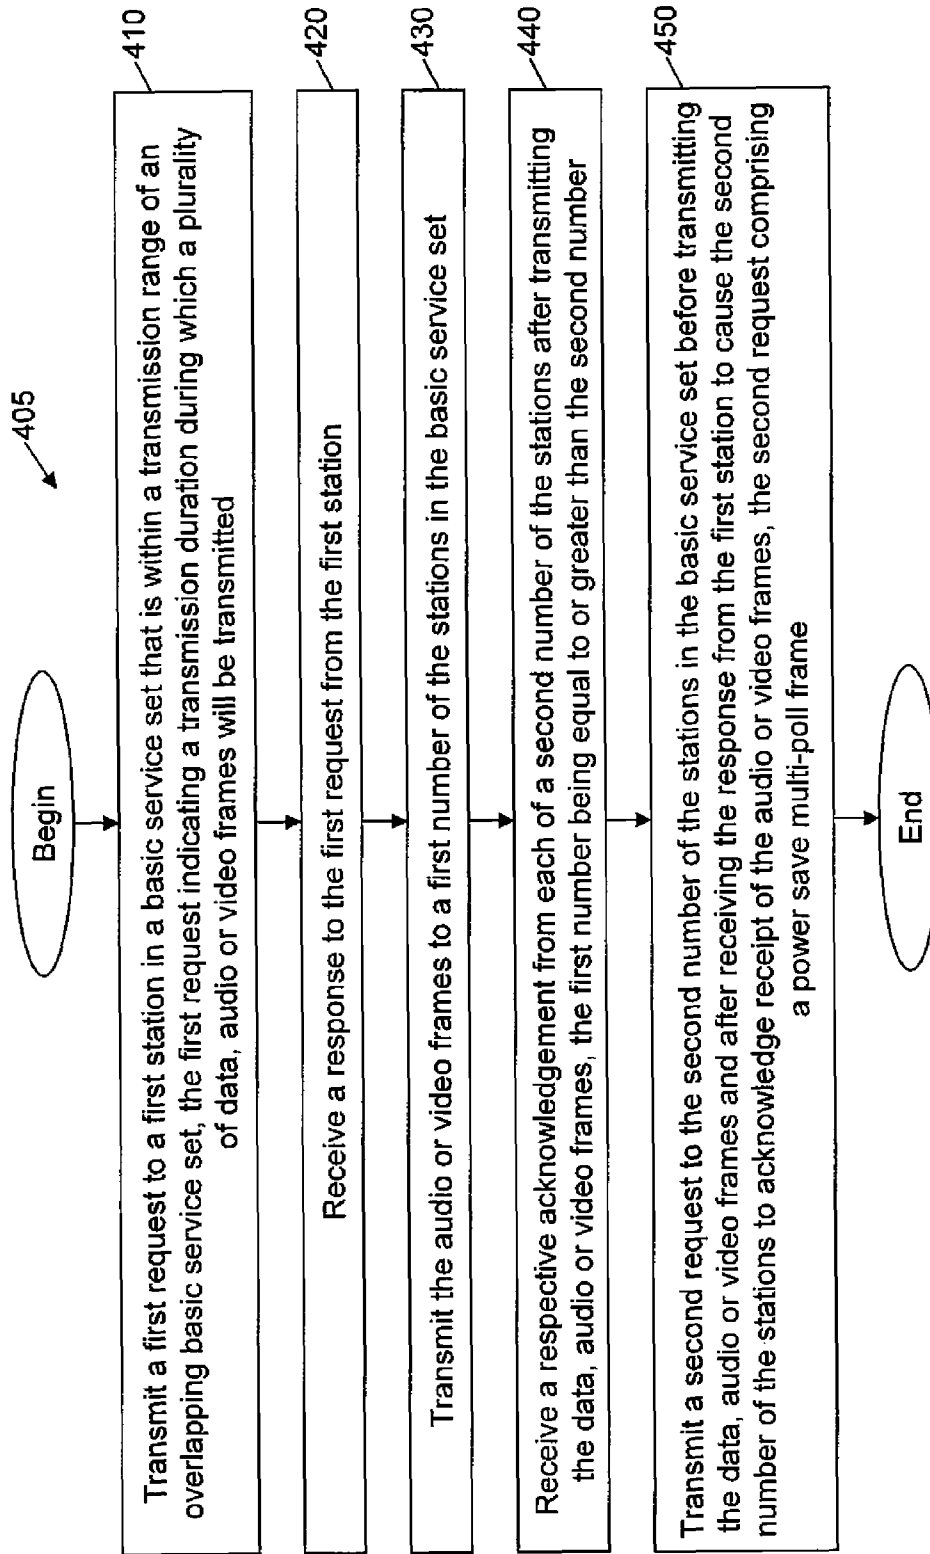 405
Begin
410
Transmit a first request to a first station in a basic service set that is within a transmission range of an
overlapping basic service set, the first request indicating a transmission duration during which a plurality
of data, audio or video frames will be transmitted
420
Receive a response to the first request from the first station
430
Transmit the audio or video frames to a first number of the stations in the basic service set
440
Receive a respective acknowledgement from each of a second number of the stations after transmitting
the data, audio or video frames, the first number being equal to or greater than the second number
450
Transmit a second request to the second number of the stations in the basic service set before transmitting
the data, audio or video frames and after receiving the response from the first station to cause the second
number of the stations to acknowledge receipt of the audio or video frames, the second request comprising
a power save multi-poll frame
End